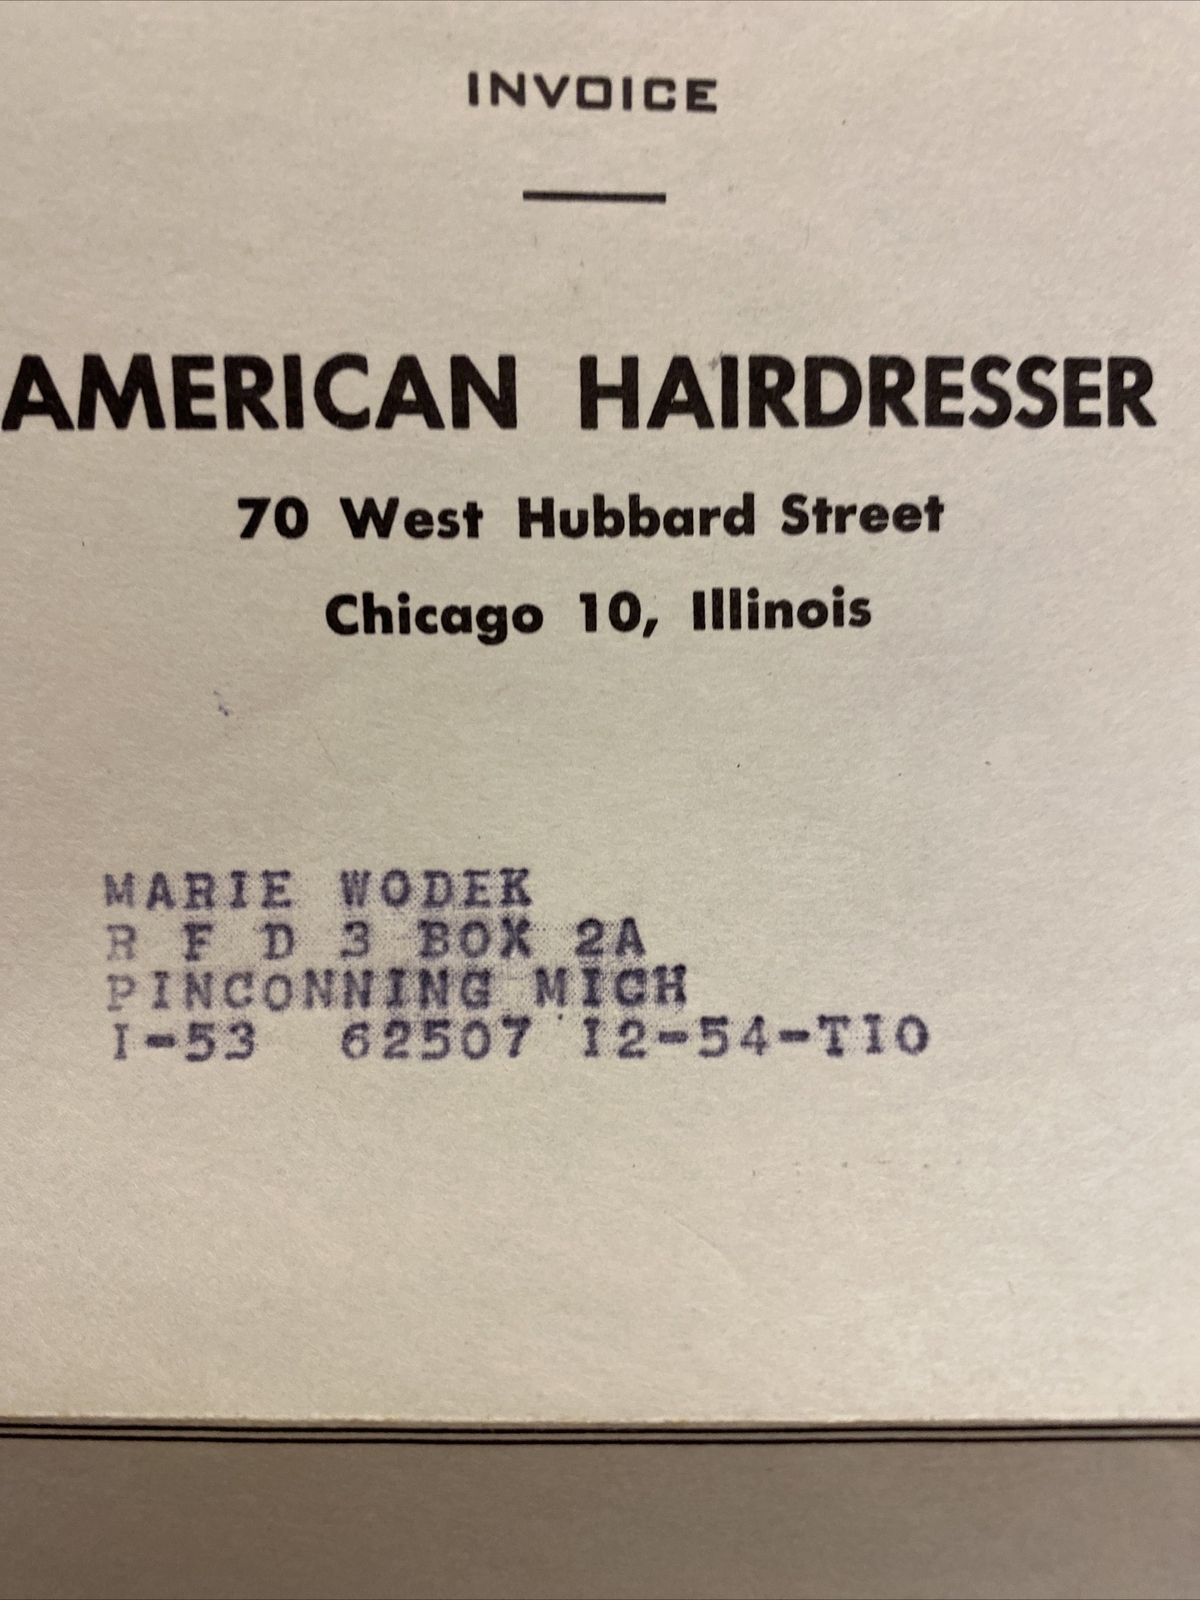 INVOICE
AMERICAN HAIRDRESSER
70 West Hubbard Street
Chicago 10, Illinois
MARIE WODEK
R F D 3 BOX 2A
PINCONNING MICH
I-53 62507 I2-54-TIO